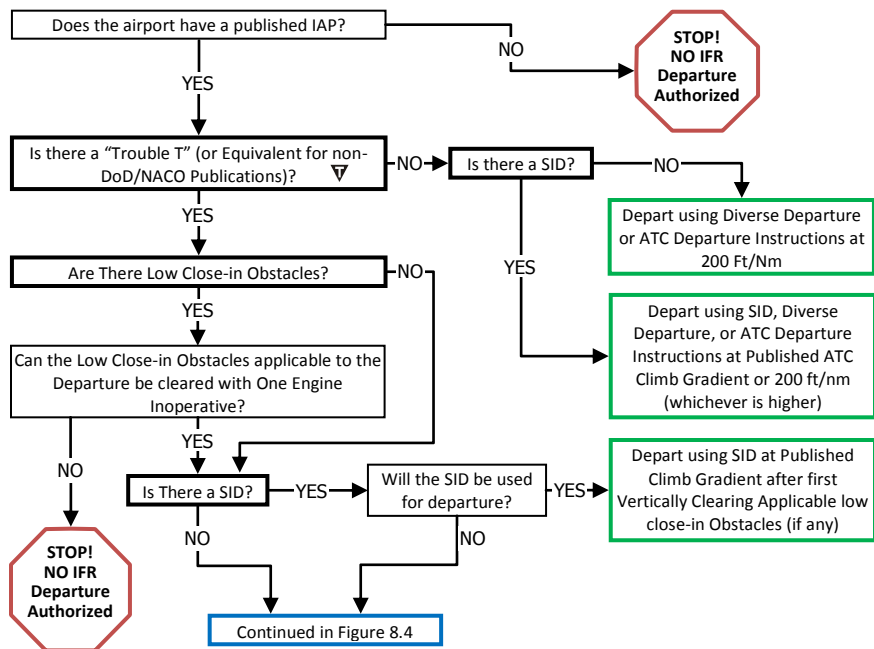 Does the airport have a published IAP?
NO
STOP!
NO IFR
Departure
Authorized
YES
Is there a “Trouble T” (or Equivalent for non-
DoD/NACO Publications)?
T
NO
Is there a SID?
NO
YES
Depart using Diverse Departure
or ATC Departure Instructions at
200 Ft/Nm
YES
Are There Low Close-in Obstacles?
NO
YES
Depart using SID, Diverse
Departure, or ATC Departure
Instructions at Published ATC
Climb Gradient or 200 ft/nm
(whichever is higher)
Can the Low Close-in Obstacles applicable to the
Departure be cleared with One Engine
Inoperative?
NO
YES
Is There a SID?
YES
Will the SID be used
for departure?
YES
Depart using SID at Published
Climb Gradient after first
Vertically Clearing Applicable low
close-in Obstacles (if any)
STOP!
NO IFR
Departure
Authorized
NO
NO
Continued in Figure 8.4